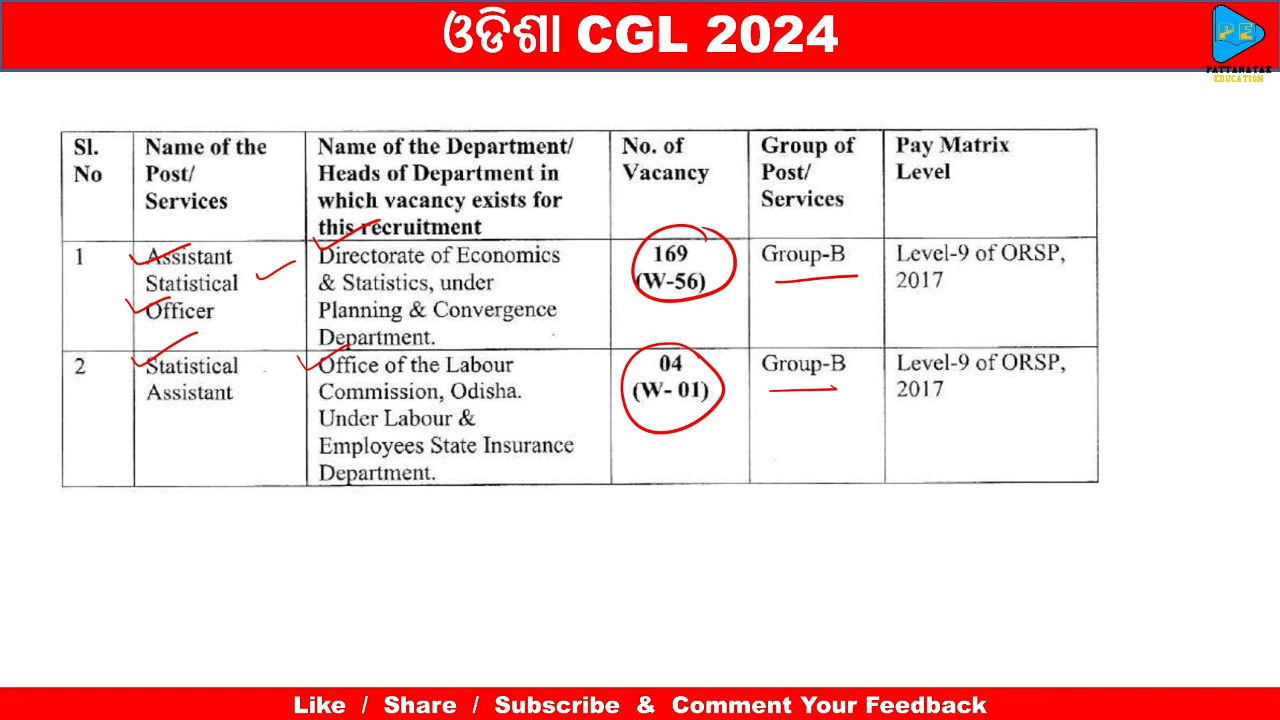 ଓଡିଶା CGL 2024
PE
PATTANAYAK
EDUCATION
Sl.
No
Name of the
Post/
Services
Name of the Department/
Heads of Department in
which vacancy exists for
this recruitment
No. of
Vacancy
Group of
Post/
Services
Pay Matrix
Level
1
Assistant
Statistical
Officer
Directorate of Economics
& Statistics, under
Planning & Convergence
Department.
169
(W-56)
Group-B
Level-9 of ORSP,
2017
2
Statistical
Assistant
Office of the Labour
Commission, Odisha.
Under Labour &
Employees State Insurance
Department.
04
(W- 01)
Group-B
Level-9 of ORSP,
2017
Like / Share / Subscribe & Comment Your Feedback